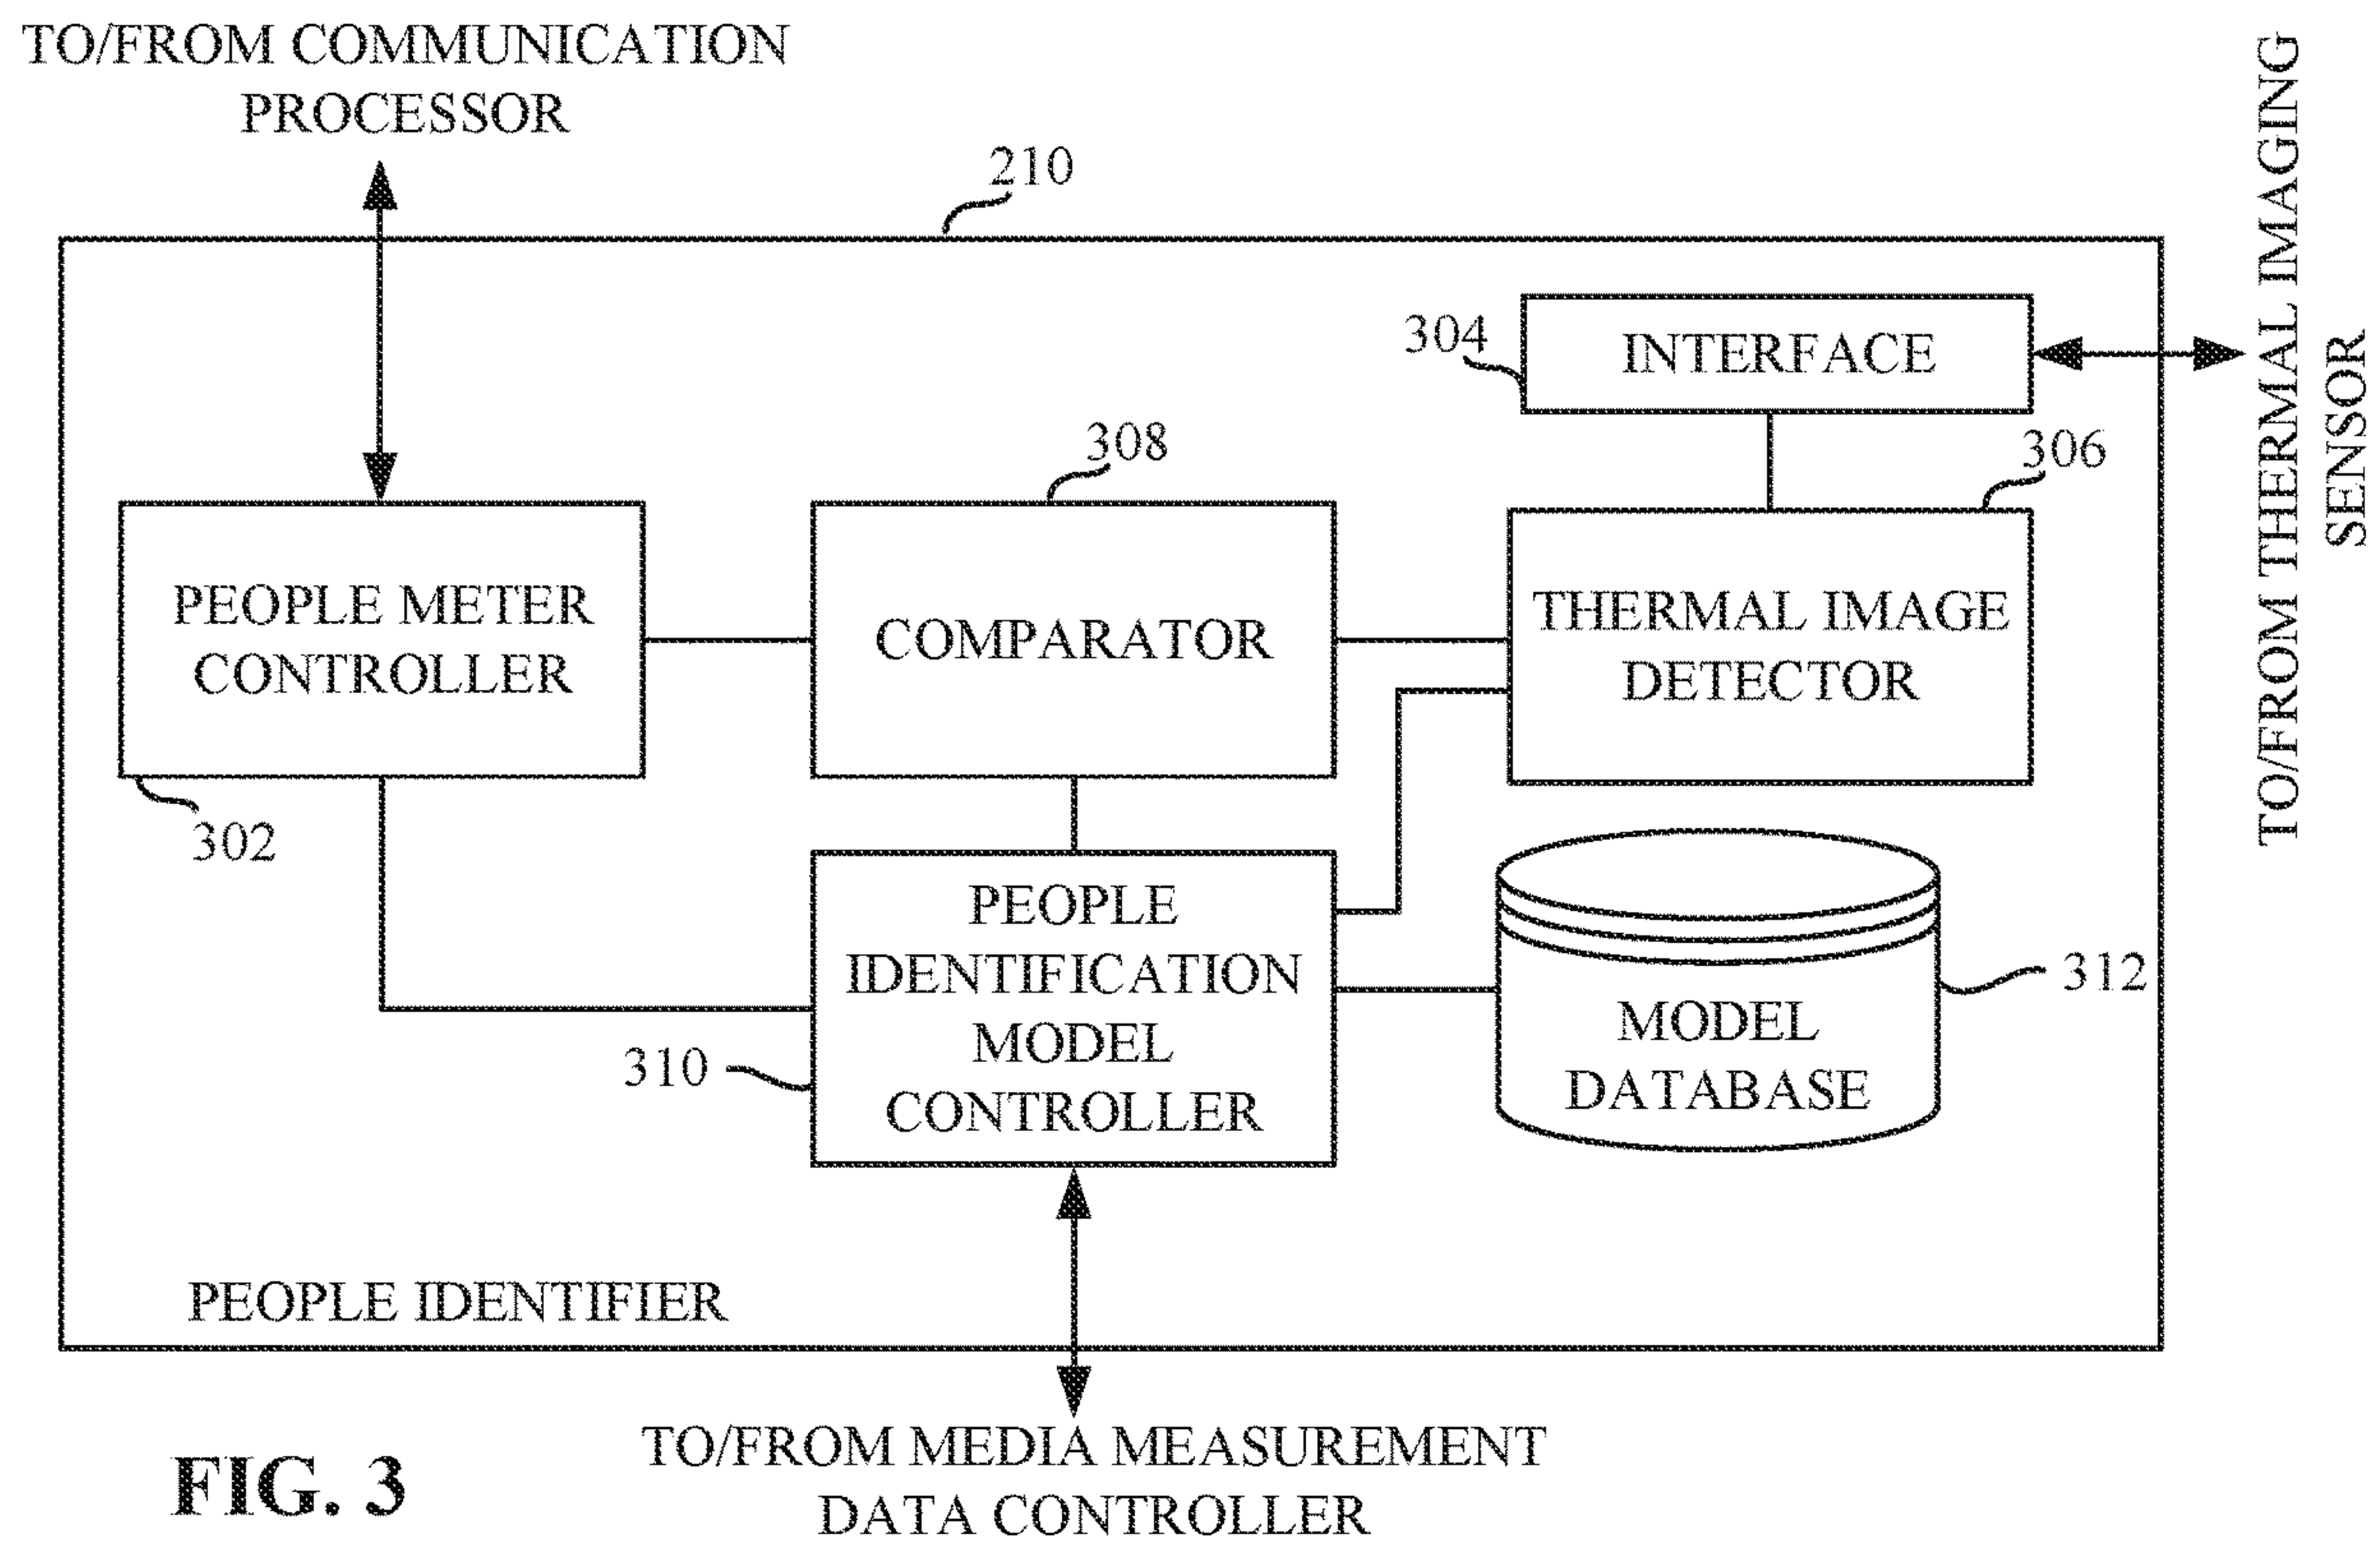 TO/FROM COMMUNICATION
PROCESSOR
210
TO/FROM THERMAL IMAGING
SENSOR
304
INTERFACE
308
306
PEOPLE METER
CONTROLLER
COMPARATOR
THERMAL IMAGE
DETECTOR
302
PEOPLE
IDENTIFICATION
MODEL
CONTROLLER
310
MODEL
DATABASE
312
PEOPLE IDENTIFIER
TO/FROM MEDIA MEASUREMENT
DATA CONTROLLER
FIG. 3